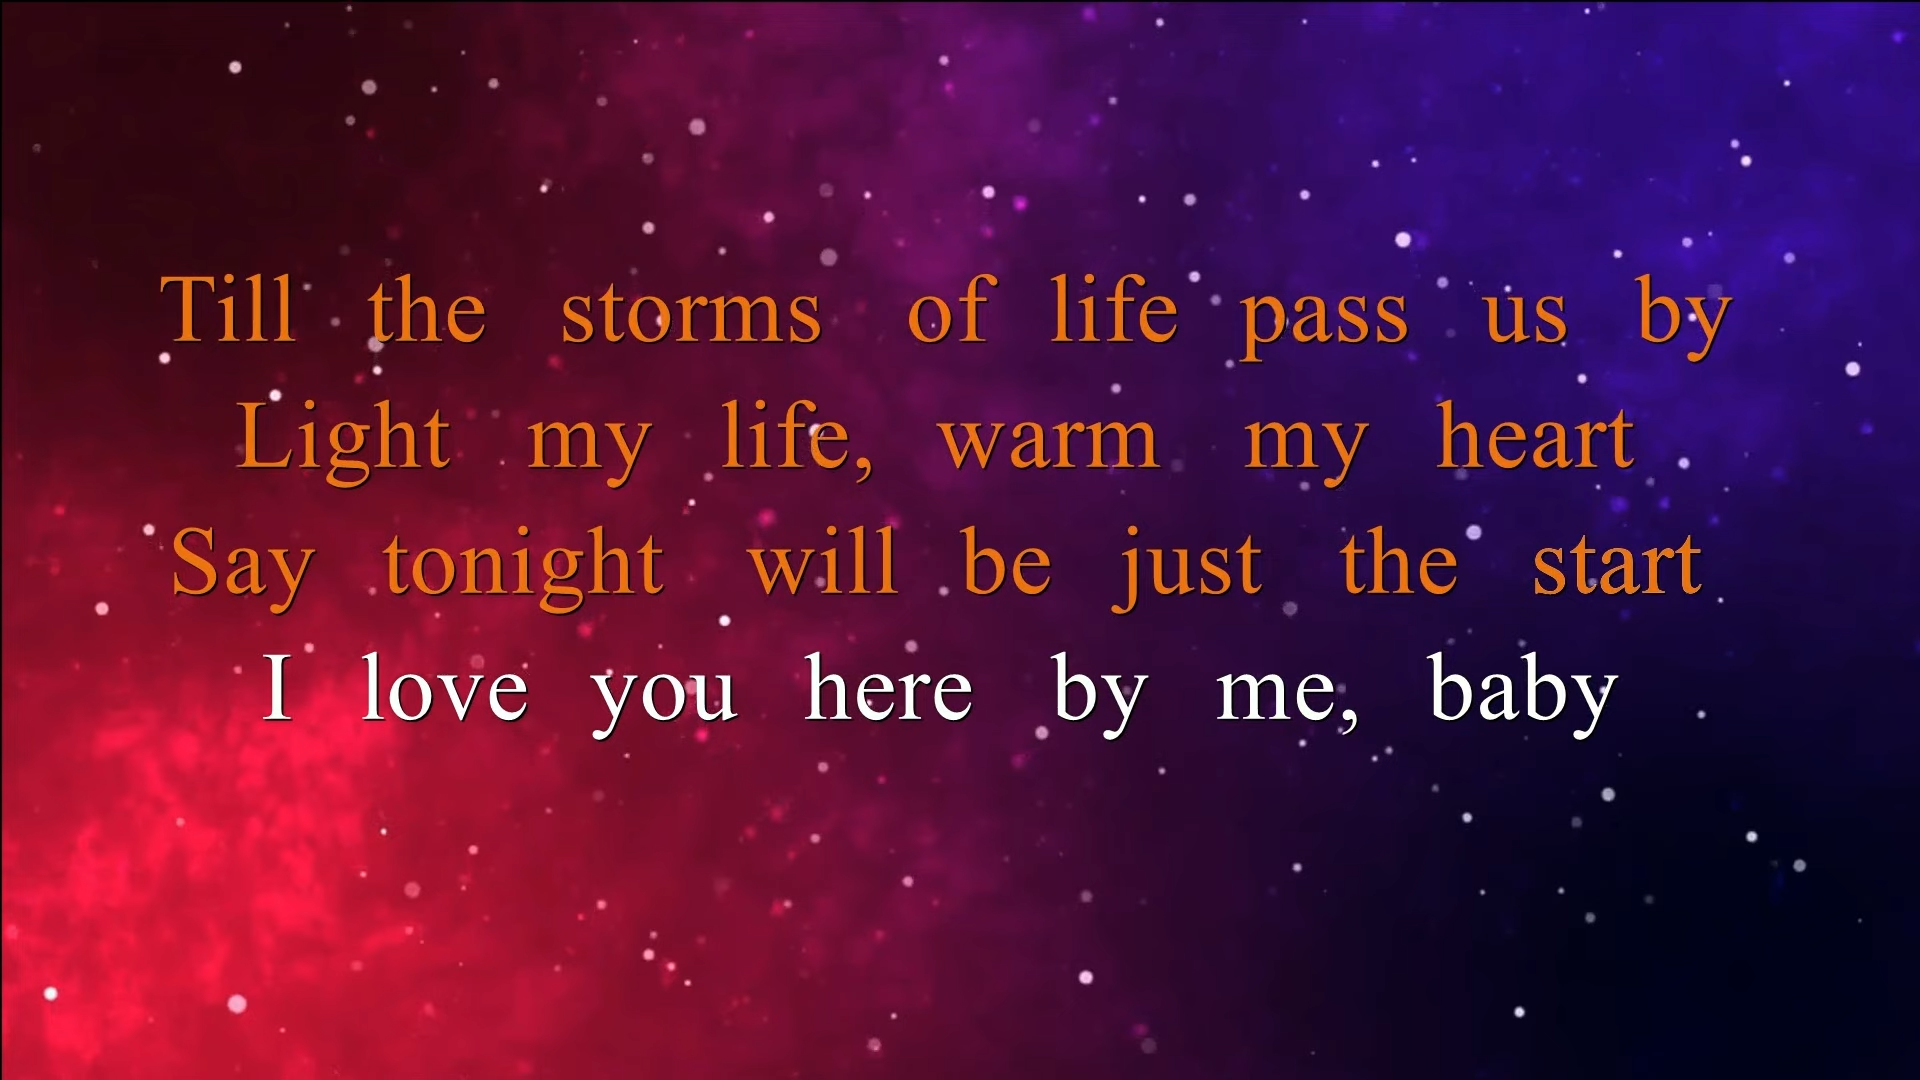 Till the storms of life pass us by
Light my life, warm my heart
Say tonight will be just the start
I love you here by me, baby